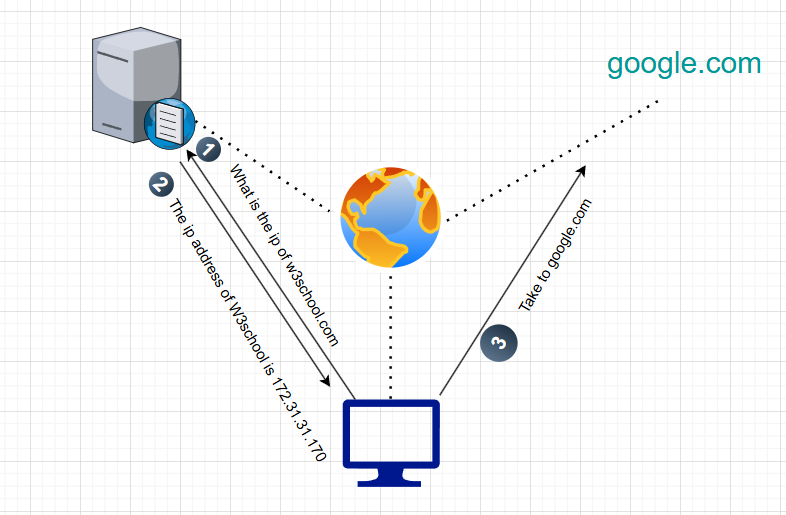 google.com
1
What is the ip of w3school.com
2
The ip address of W3school is 172.31.31.170
Take to google.com
3